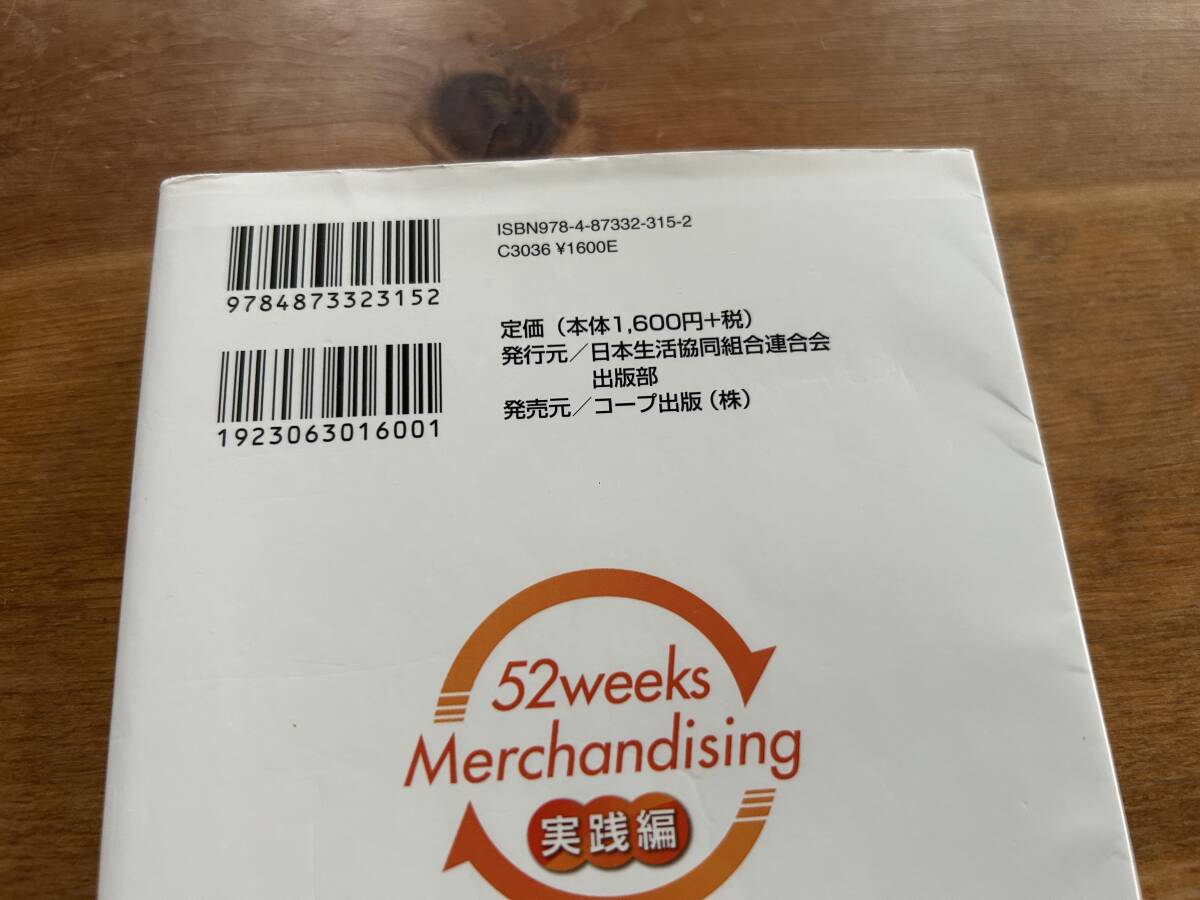 9784873323152
1923063016001
ISBN978-4-87332-315-2
C3036 ¥1600E
定価（本体1,600円+税）
発行元／日本生活協同組合連合会
出版部
発売元／コープ出版（株）
52weeks
Merchandising
実践編